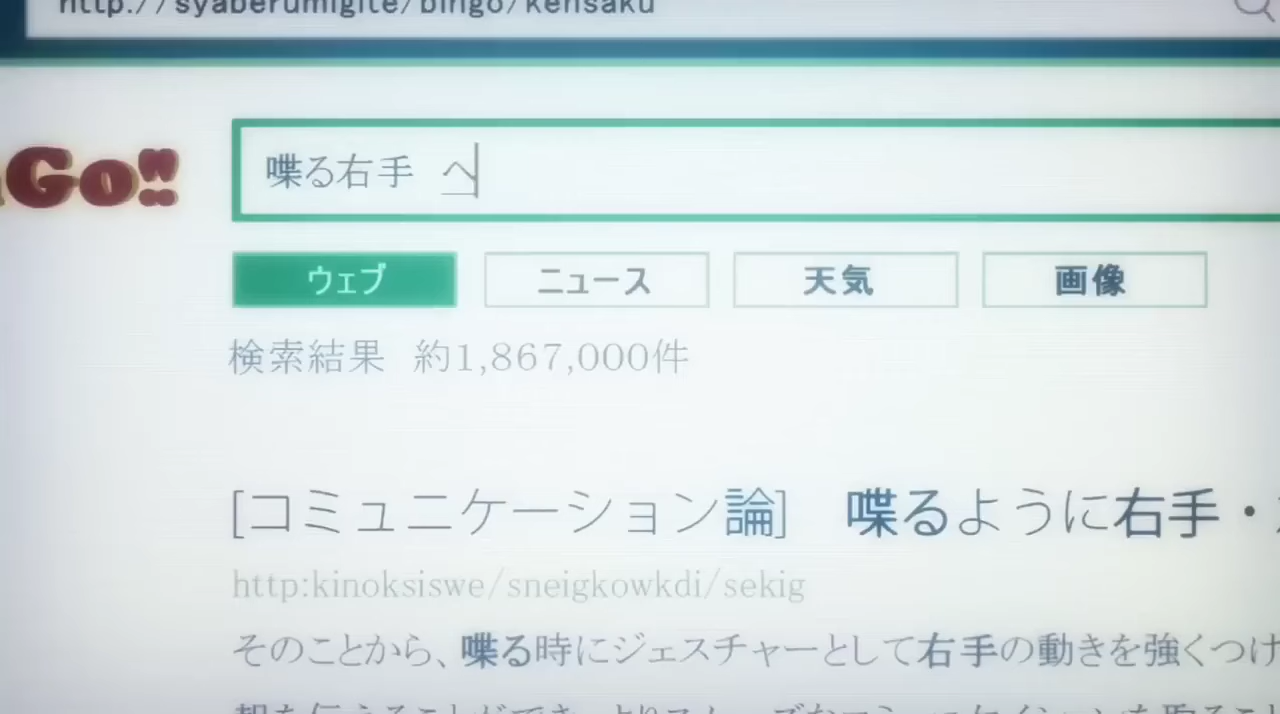 http://syaberumigite/bingo/kensaku
Go!!
喋る右手 へ
ウェブ ニュース 天気 画像
検索結果 約1,867,000件
[コミュニケーション論] 喋るように右手・
http:kinoksiswe/sneigkowkdi/sekig
そのことから、喋る時にジェスチャーとして右手の動きを強くつけ